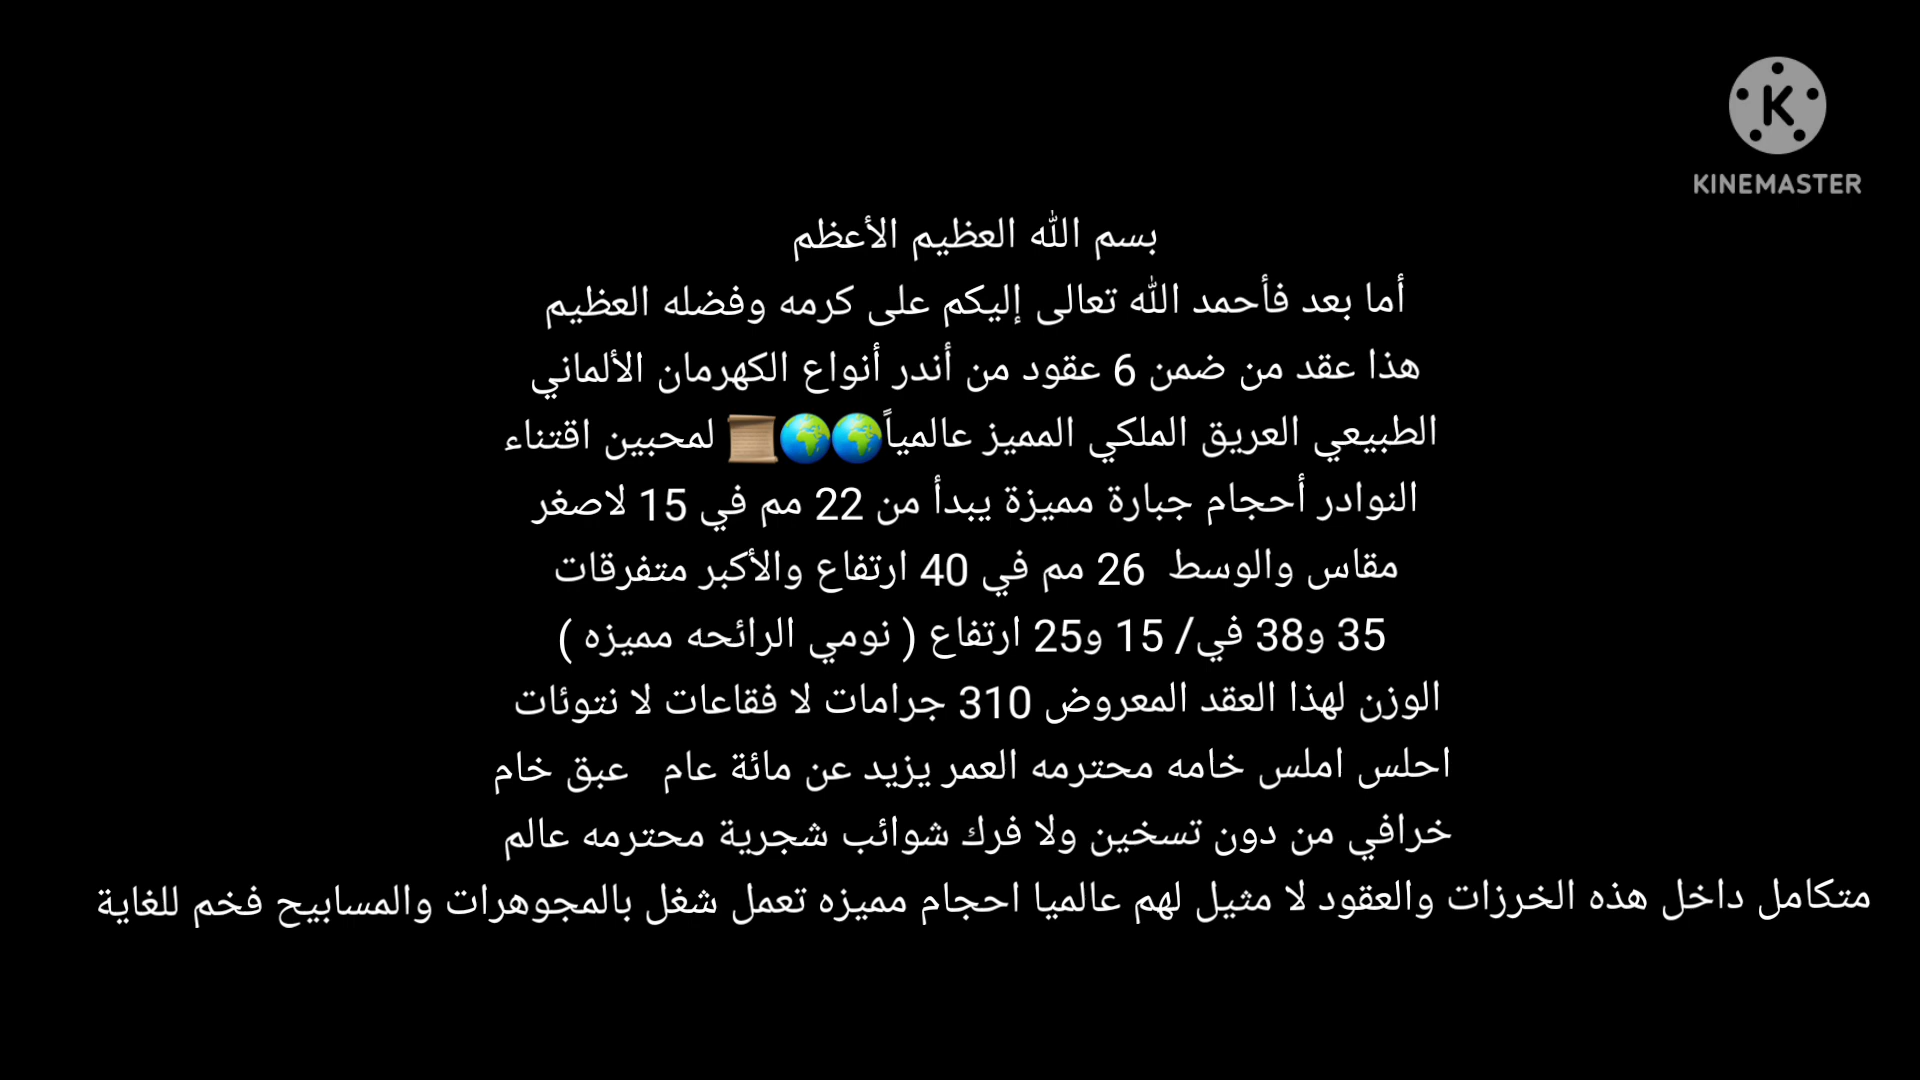 KINEMASTER
بسم الله العظيم الأعظم
أما بعد فأحمد الله تعالى إليكم على كرمه وفضله العظيم
هذا عقد من ضمن 6 عقود من أندر أنواع الكهرمان الألماني
الطبيعي العريق الملكي المميز عالمياً🌍🌍📜 لمحبين اقتناء
النوادر أحجام جبارة مميزة يبدأ من 22 مم في 15 لاصغر
مقاس والوسط  26 مم في 40 ارتفاع والأكبر متفرقات
35 و38 في/ 15 و25 ارتفاع ( نومي الرائحه مميزه )
الوزن لهذا العقد المعروض 310 جرامات لا فقاعات لا نتوئات
احلس املس خامه محترمه العمر يزيد عن مائة عام   عبق خام
خرافي من دون تسخين ولا فرك شوائب شجرية محترمه عالم
متكامل داخل هذه الخرزات والعقود لا مثيل لهم عالميا احجام مميزه تعمل شغل بالمجوهرات والمسابيح فخم للغاية